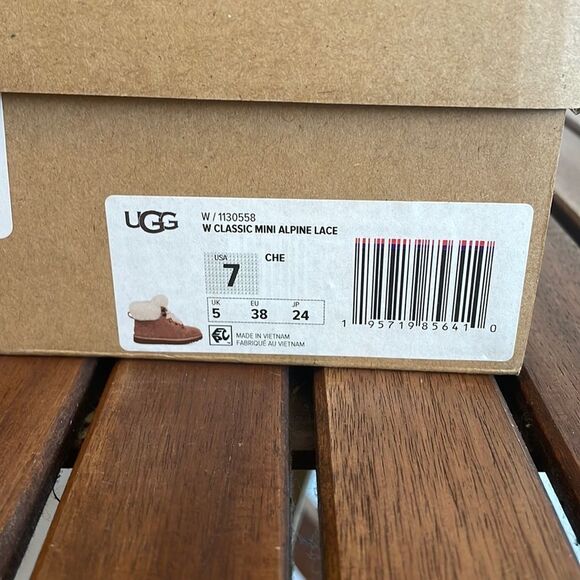 UGG
W / 1130558
W CLASSIC MINI ALPINE LACE
USA
7
CHE
UK EU JP
5 38 24
MADE IN VIETNAM
FABRIQUÉ AU VIETNAM
1 95719 85641 0